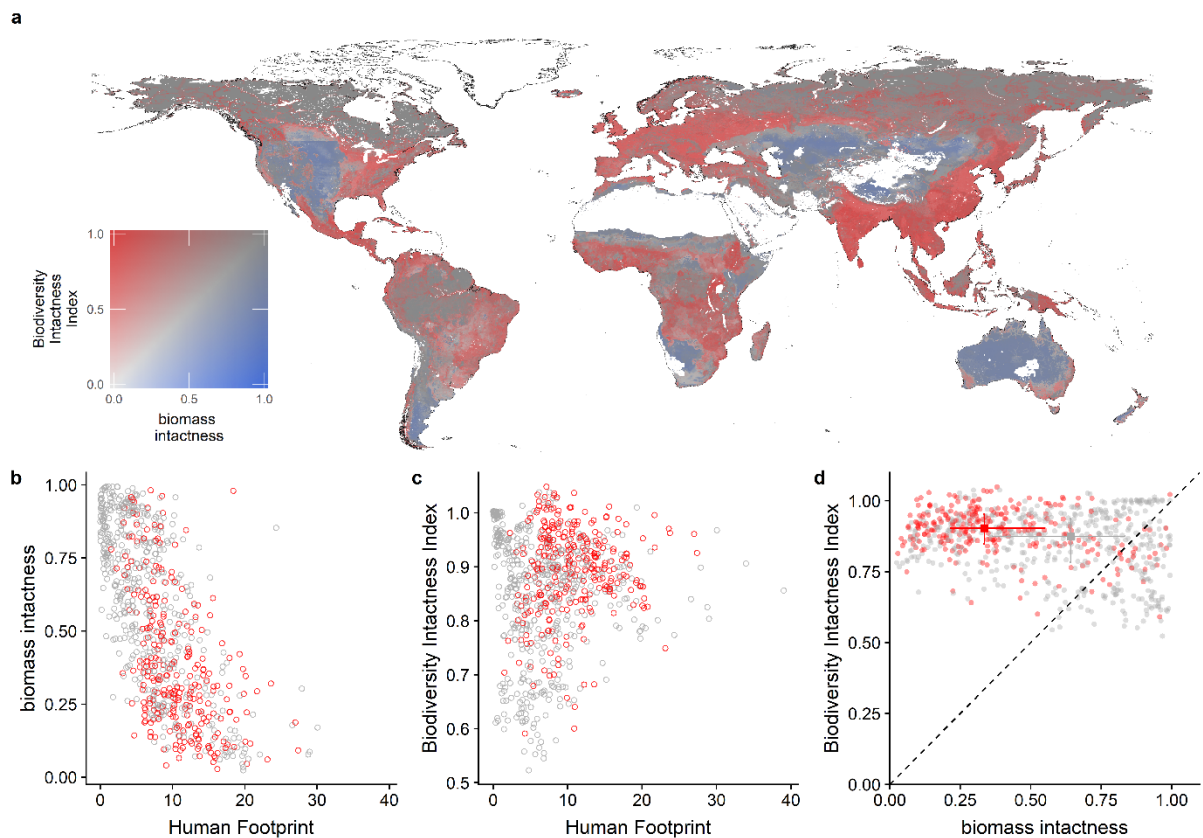 a
Biodiversity
Intactness
Index
1.0
0.5
0.0
0.0 0.5 1.0
biomass
intactness
b
biomass intactness
1.00
0.75
0.50
0.25
0.00
0 10 20 30 40
Human Footprint
c
Biodiversity Intactness Index
1.0
0.9
0.8
0.7
0.6
0.5
0 10 20 30 40
Human Footprint
d
Biodiversity Intactness Index
1.00
0.75
0.50
0.25
0.00
0.00 0.25 0.50 0.75 1.00
biomass intactness